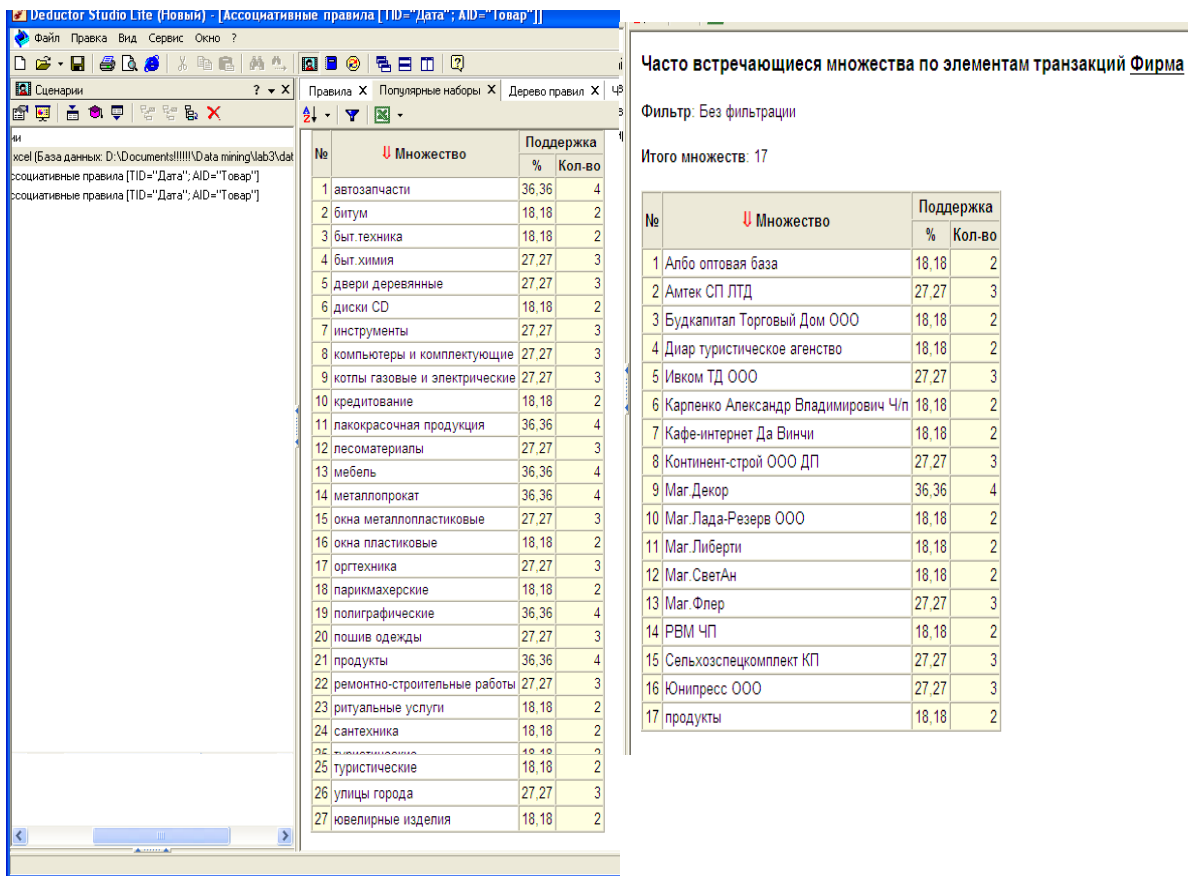 Deductor Studio Lite (Новый) - [Ассоциативные правила [TID="Дата"; AID="Товар"]]
Файл Правка Вид Сервис Окно ?
Сценарии
ии
xcel (База данных: D:\Documents!!!!!!\Data mining\lab3\dat
ссоциативные правила [TID="Дата"; AID="Товар"]
ссоциативные правила [TID="Дата"; AID="Товар"]
Правила X Популярные наборы X Дерево правил X
№ Множество Поддержка
% Кол-во
1 автозапчасти 36,36 4
2 битум 18,18 2
3 быт.техника 18,18 2
4 быт.химия 27,27 3
5 двери деревянные 27,27 3
6 диски CD 18,18 2
7 инструменты 27,27 3
8 компьютеры и комплектующие 27,27 3
9 котлы газовые и электрические 27,27 3
10 кредитование 18,18 2
11 лакокрасочная продукция 36,36 4
12 лесоматериалы 27,27 3
13 мебель 36,36 4
14 металлопрокат 36,36 4
15 окна металлопластиковые 27,27 3
16 окна пластиковые 18,18 2
17 оргтехника 27,27 3
18 парикмахерские 18,18 2
19 полиграфические 36,36 4
20 пошив одежды 27,27 3
21 продукты 36,36 4
22 ремонтно-строительные работы 27,27 3
23 ритуальные услуги 18,18 2
24 сантехника 18,18 2
25 туристические 18,18 2
25 туристические 18,18 2
26 улицы города 27,27 3
27 ювелирные изделия 18,18 2
Часто встречающиеся множества по элементам транзакций Фирма
Фильтр: Без фильтрации
Итого множеств: 17
№ Множество Поддержка
% Кол-во
1 Албо оптовая база 18,18 2
2 Амтек СП ЛТД 27,27 3
3 Будкапитал Торговый Дом ООО 18,18 2
4 Диар туристическое агенство 18,18 2
5 Ивком ТД ООО 27,27 3
6 Карпенко Александр Владимирович Ч/п 18,18 2
7 Кафе-интернет Да Винчи 18,18 2
8 Континент-строй ООО ДП 27,27 3
9 Маг.Декор 36,36 4
10 Маг.Лада-Резерв ООО 18,18 2
11 Маг.Либерти 18,18 2
12 Маг.СветАн 18,18 2
13 Маг.Флер 27,27 3
14 РВМ ЧП 18,18 2
15 Сельхозспецкомплект КП 27,27 3
16 Юнипресс ООО 27,27 3
17 продукты 18,18 2